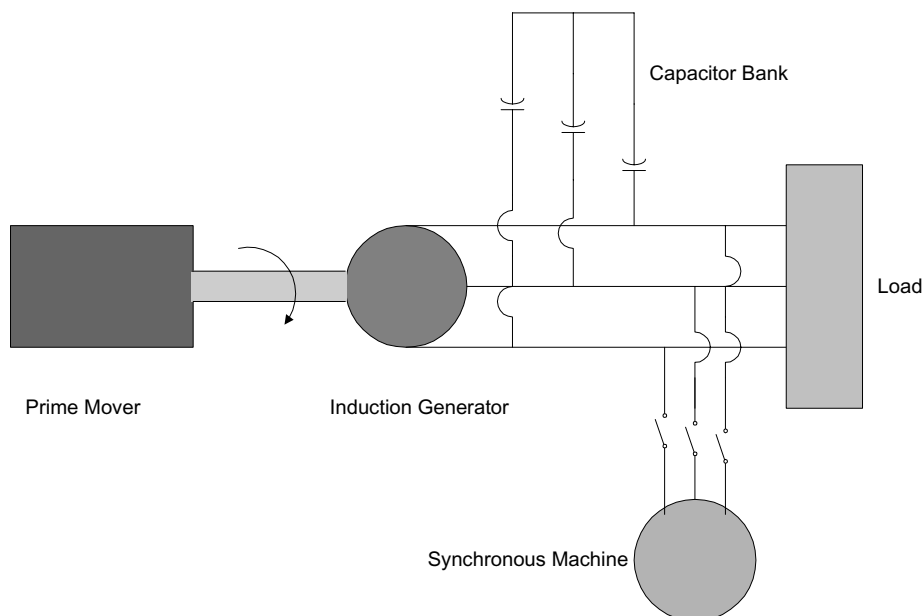 Capacitor Bank
Load
Prime Mover
Induction Generator
Synchronous Machine